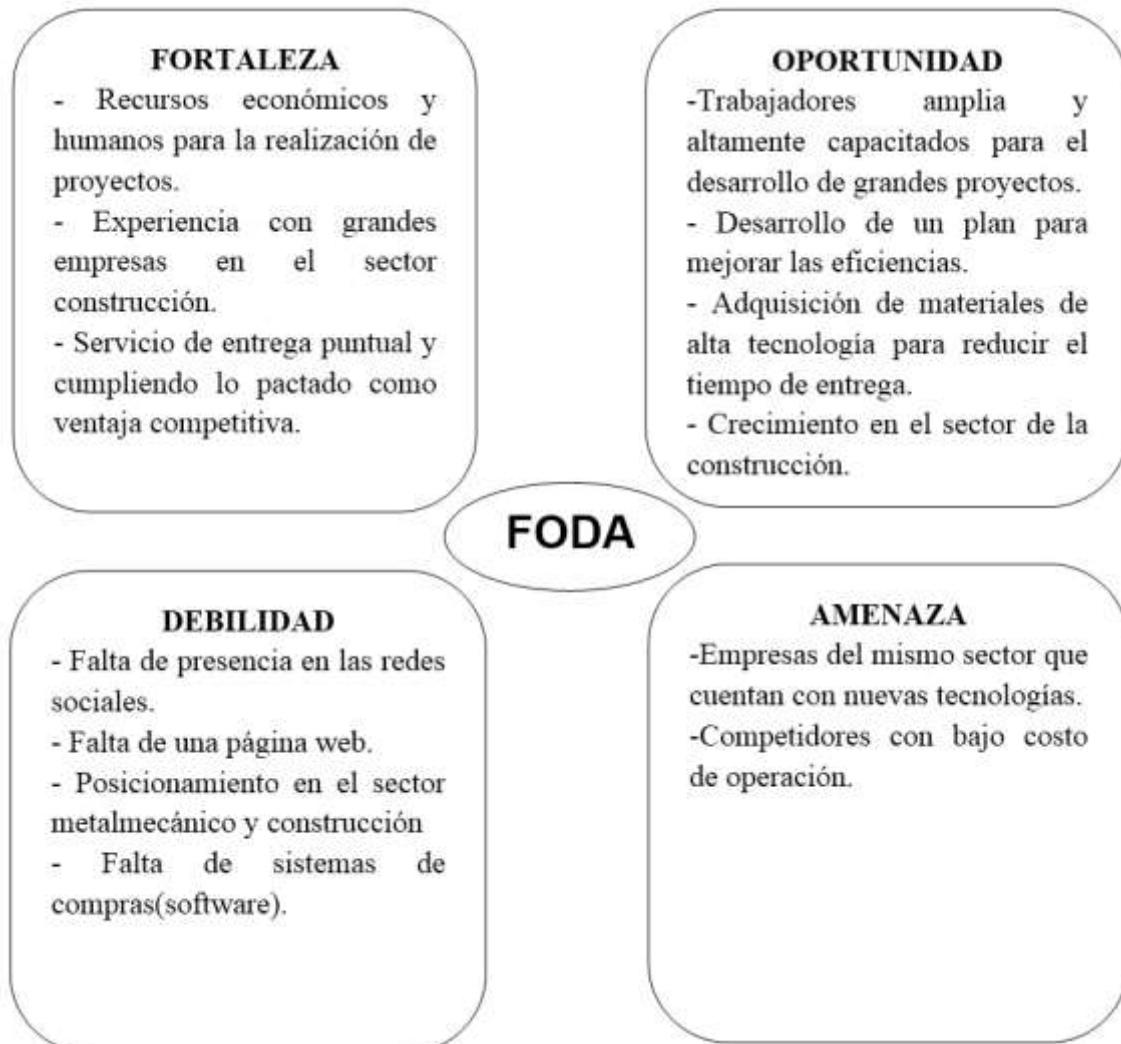 FORTALEZA
- Recursos económicos y
humanos para la realización de
proyectos.
- Experiencia con grandes
empresas en el sector
construcción.
- Servicio de entrega puntual y
cumpliendo lo pactado como
ventaja competitiva.
OPORTUNIDAD
-Trabajadores amplia y
altamente capacitados para el
desarrollo de grandes proyectos.
- Desarrollo de un plan para
mejorar las eficiencias.
- Adquisición de materiales de
alta tecnología para reducir el
tiempo de entrega.
- Crecimiento en el sector de la
construcción.
FODA
DEBILIDAD
- Falta de presencia en las redes
sociales.
- Falta de una página web.
- Posicionamiento en el sector
metalmecánico y construcción
- Falta de sistemas de
compras(software).
AMENAZA
-Empresas del mismo sector que
cuentan con nuevas tecnologías.
-Competidores con bajo costo
de operación.